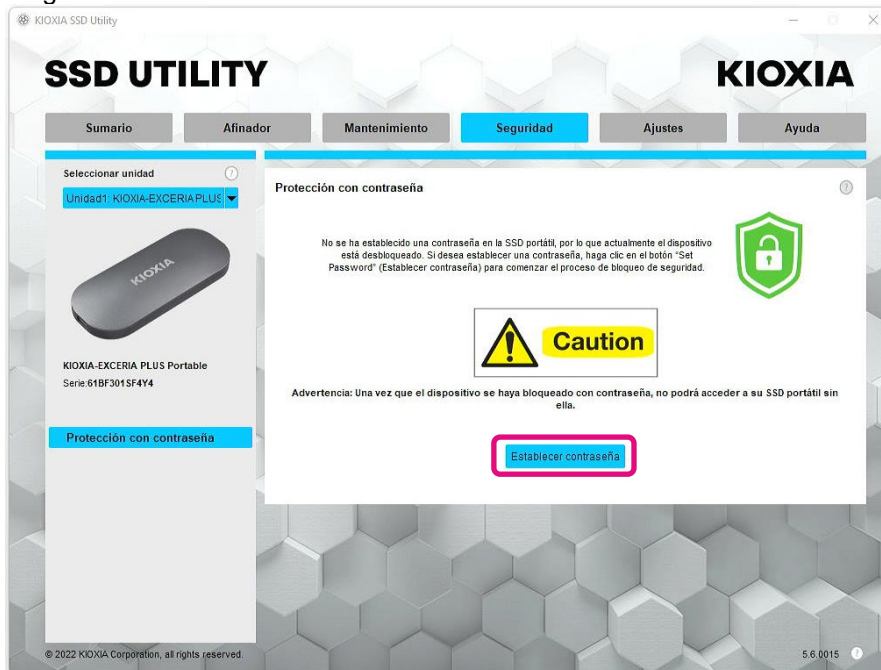 KIOXIA SSD Utility
SSD UTILITY
KIOXIA
Sumario
Afinador
Mantenimiento
Seguridad
Ajustes
Ayuda
Seleccionar unidad
Unidad1: KIOXIA-EXCERIAPLUS
KIOXIA
KIOXIA-EXCERIA PLUS Portable
Serie:61BF301SF4Y4
Protección con contraseña
Protección con contraseña
No se ha establecido una contraseña en la SSD portátil, por lo que actualmente el dispositivo
está desbloqueado. Si desea establecer una contraseña, haga clic en el botón "Set
Password" (Establecer contraseña) para comenzar el proceso de bloqueo de seguridad.
Caution
Advertencia: Una vez que el dispositivo se haya bloqueado con contraseña, no podrá acceder a su SSD portátil sin
ella.
Establecer contraseña
© 2022 KIOXIA Corporation, all rights reserved.
5.6.0015